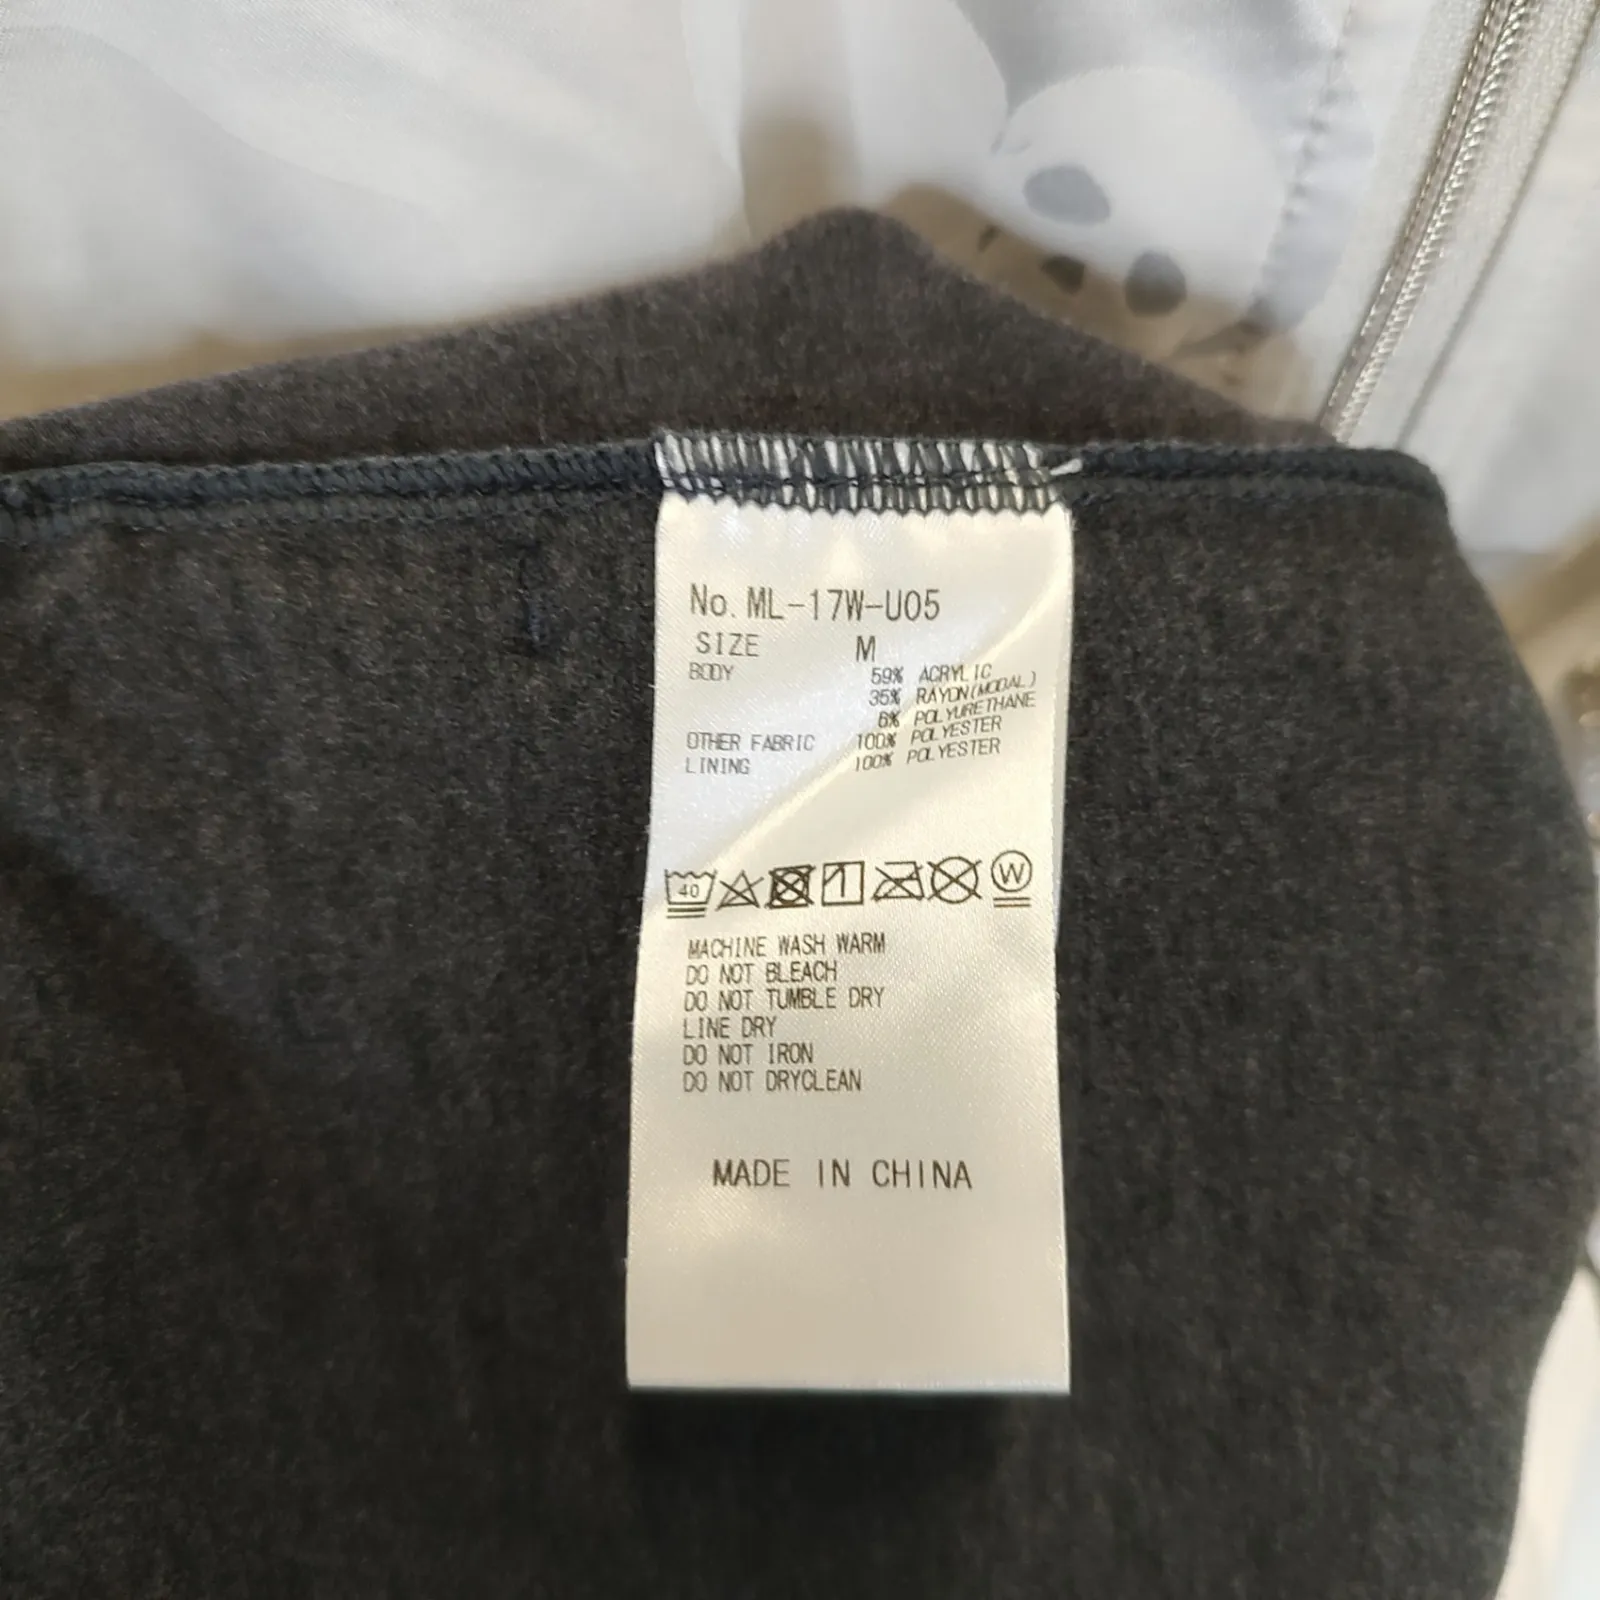 No. ML-17W-U05
SIZE M
BODY 59% ACRYLIC
35% RAYON(MODAL)
6% POLYURETHANE
OTHER FABRIC 100% POLYESTER
LINING 100% POLYESTER
40
W
MACHINE WASH WARM
DO NOT BLEACH
DO NOT TUMBLE DRY
LINE DRY
DO NOT IRON
DO NOT DRYCLEAN
MADE IN CHINA